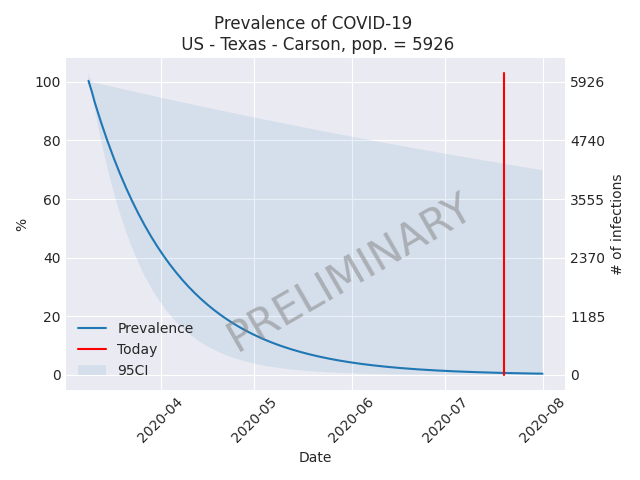 Prevalence of COVID-19
US - Texas - Carson, pop. = 5926
100
80
60
40
20
0
%
5926
4740
3555
2370
1185
0
# of infections
PRELIMINARY
Prevalence
Today
95CI
2020-04
2020-05
2020-06
2020-07
2020-08
Date